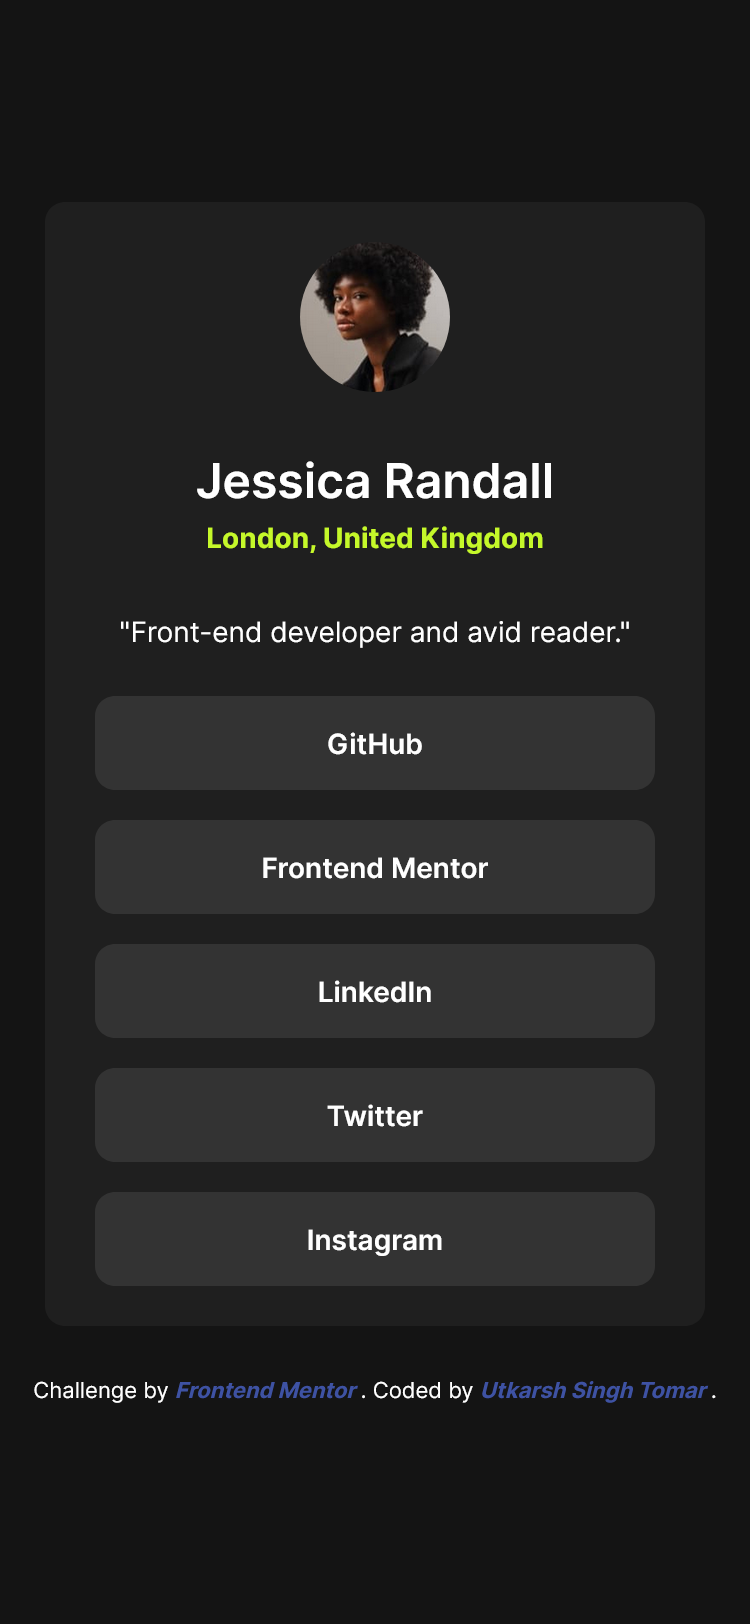 Jessica Randall
London, United Kingdom
"Front-end developer and avid reader."
GitHub
Frontend Mentor
LinkedIn
Twitter
Instagram
Challenge by Frontend Mentor . Coded by Utkarsh Singh Tomar .